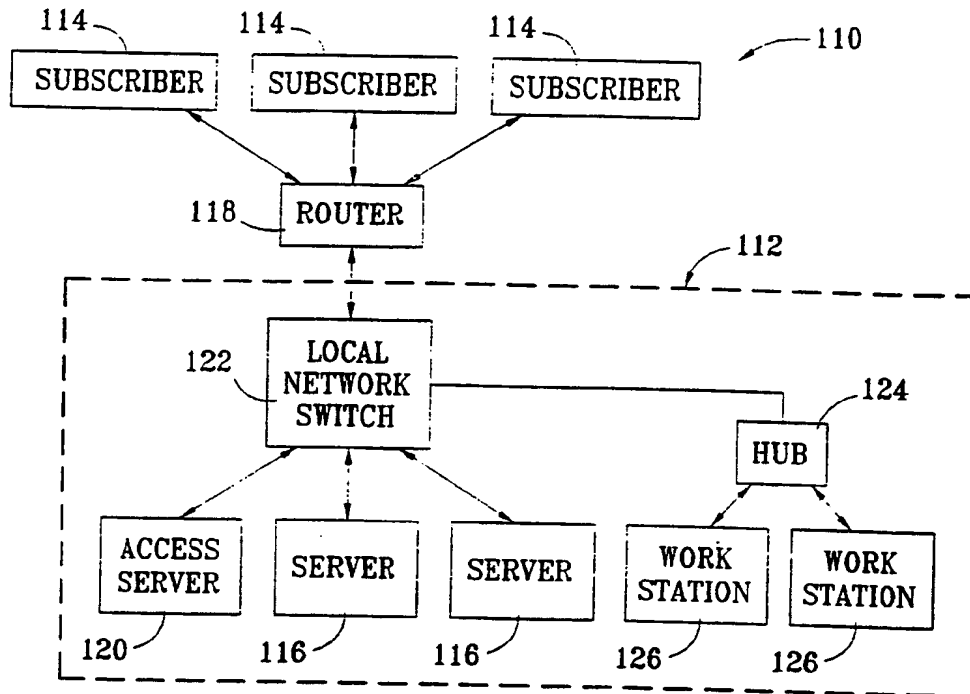 114
114
114
110
SUBSCRIBER
SUBSCRIBER
SUBSCRIBER
118
ROUTER
112
122
LOCAL
NETWORK
SWITCH
124
HUB
ACCESS
SERVER
SERVER
SERVER
WORK
STATION
WORK
STATION
120
116
116
126
126